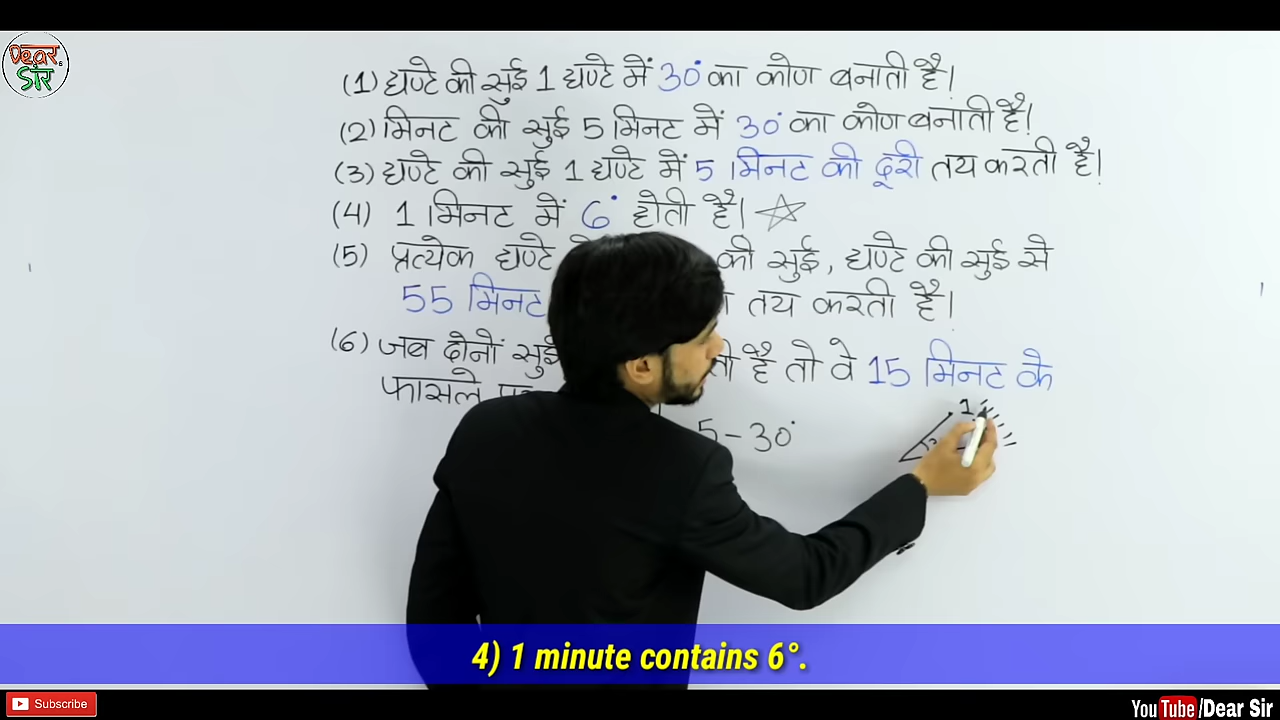 Dear Sir
(1) घण्टे की सुई 1 घण्टे में 30° का कोण बनाती है।
(2) मिनट की सुई 5 मिनट में 30° का कोण बनाती है।
(3) घण्टे की सुई 1 घण्टे में 5 मिनट की दूरी तय करती है।
(4) 1 मिनट में 6° होती है।
(5) प्रत्येक घण्टे की सुई, घण्टे की सुई से
55 मिनट तय करती है।
(6) जब दोनों सुई है तो वे 15 मिनट के
फासले
5 - 30°
1
4) 1 minute contains 6°.
Subscribe
YouTube/Dear Sir